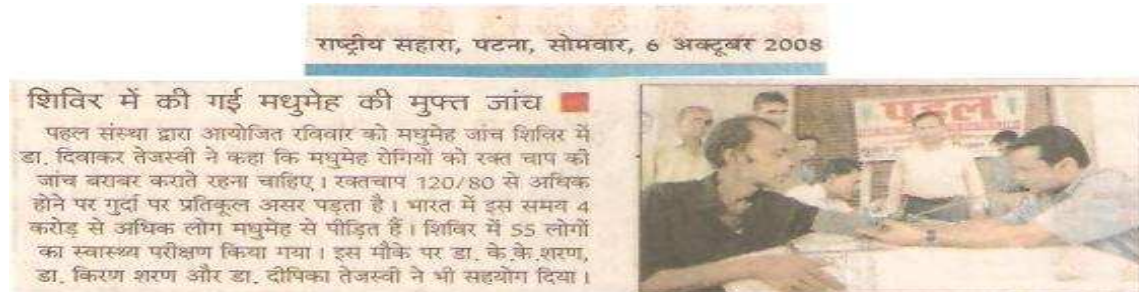 राष्ट्रीय सहारा, पटना, सोमवार, 6 अक्टूबर 2008
शिविर में की गई मधुमेह की मुफ्त जांच
पहल संस्था द्वारा आयोजित रविवार को मधुमेह जांच शिविर में
डा. दिवाकर तेजस्वी ने कहा कि मधुमेह रोगियों को रक्त चाप की
जांच बराबर कराते रहना चाहिए। रक्तचाप 120/80 से अधिक
होने पर गुर्दा पर प्रतिकूल असर पड़ता है। भारत में इस समय 4
करोड़ से अधिक लोग मधुमेह से पीड़ित हैं। शिविर में 55 लोगों
का स्वास्थ्य परीक्षण किया गया। इस मौके पर डा. के.के.शरण,
डा. किरण शरण और डा. दीपिका तेजस्वी ने भी सहयोग दिया।
पहल